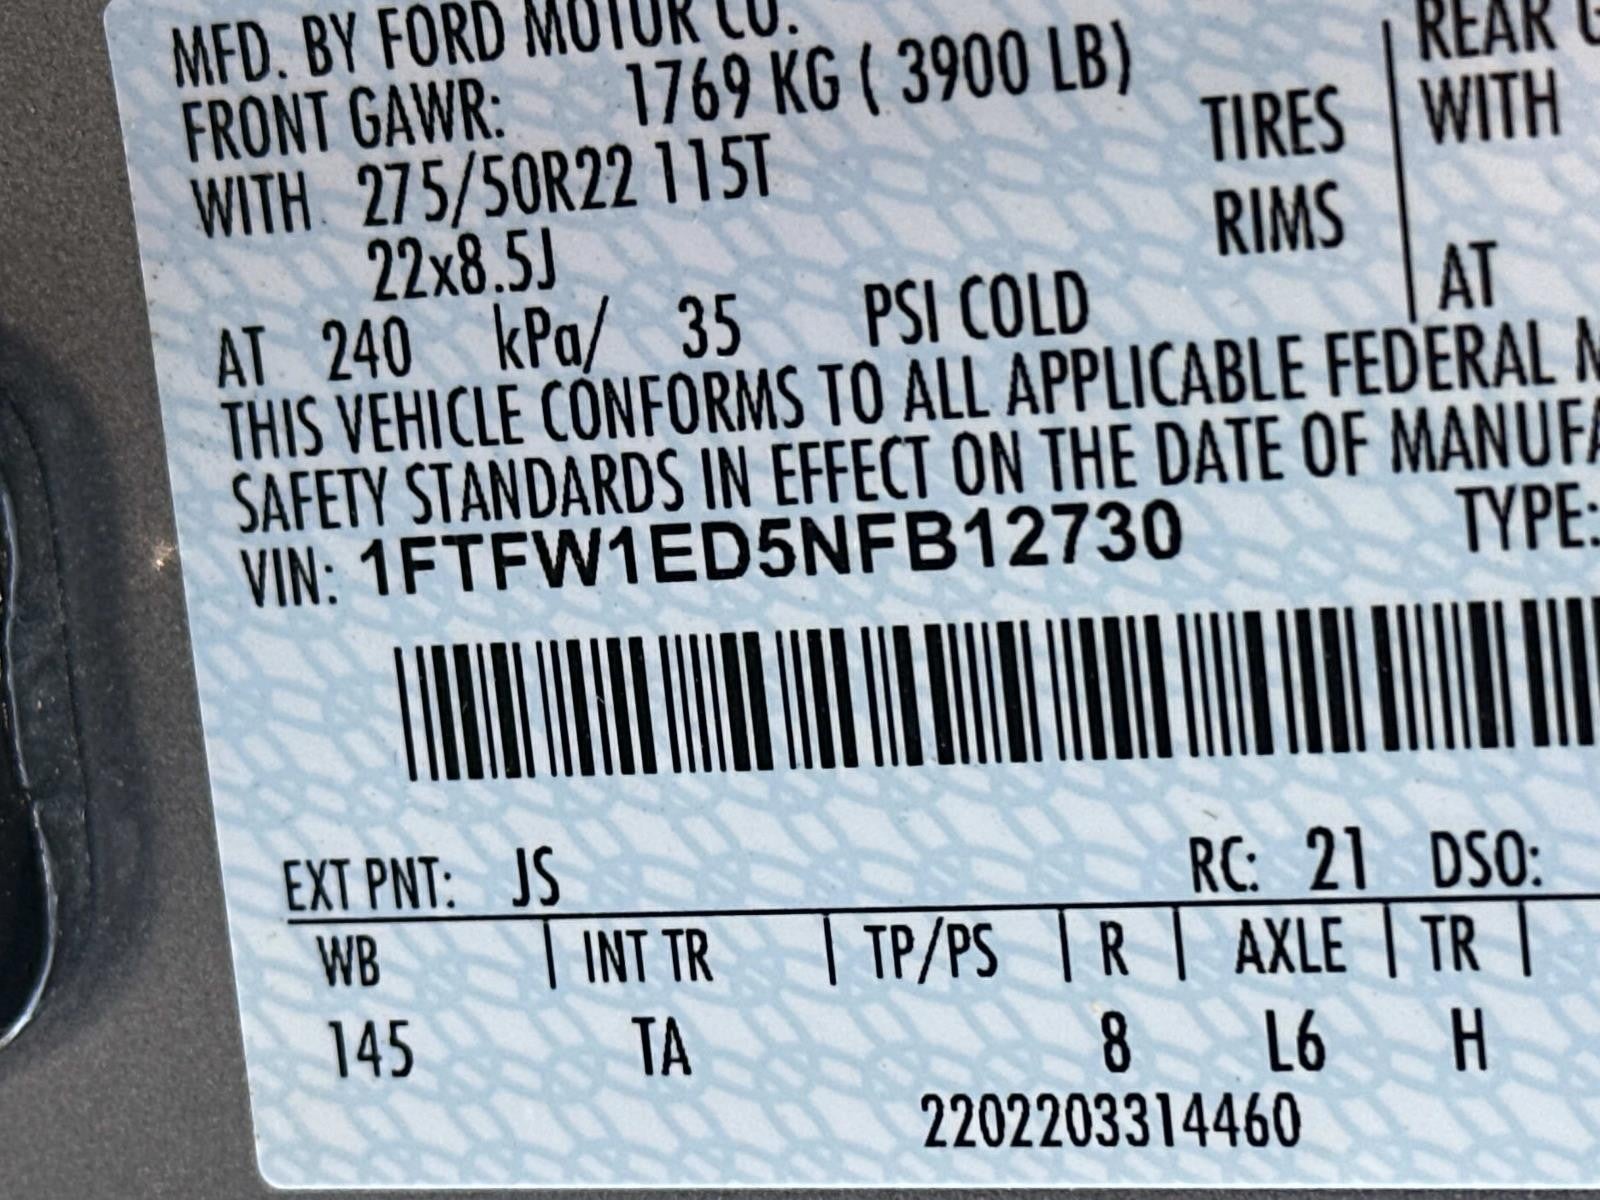 MFD. BY FORD MOTOR CO.
FRONT GAWR: 1769 KG ( 3900 LB)
WITH 275/50R22 115T TIRES
22x8.5J RIMS
AT 240 kPa/ 35 PSI COLD
REAR
WITH
AT
THIS VEHICLE CONFORMS TO ALL APPLICABLE FEDERAL
SAFETY STANDARDS IN EFFECT ON THE DATE OF MANUFA
VIN: 1FTFW1ED5NFB12730 TYPE:
EXT PNT: JS RC: 21 DSO:
WB | INT TR | TP/PS | R | AXLE | TR |
145 TA 8 L6 H
2202203314460